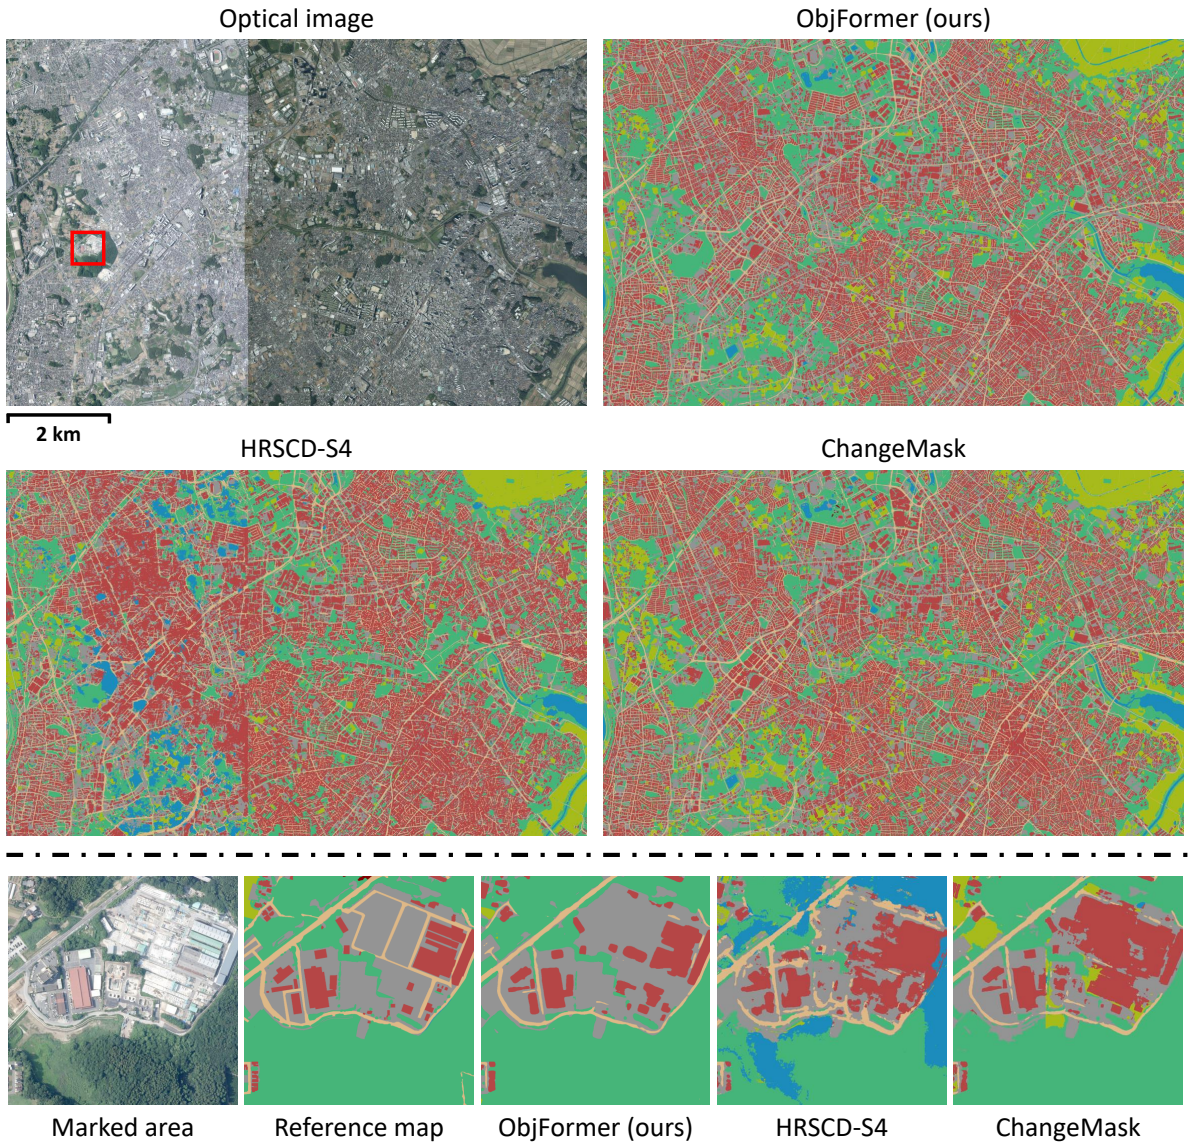 Optical image
ObjFormer (ours)
2 km
HRSCD-S4
ChangeMask
Marked area
Reference map
ObjFormer (ours)
HRSCD-S4
ChangeMask